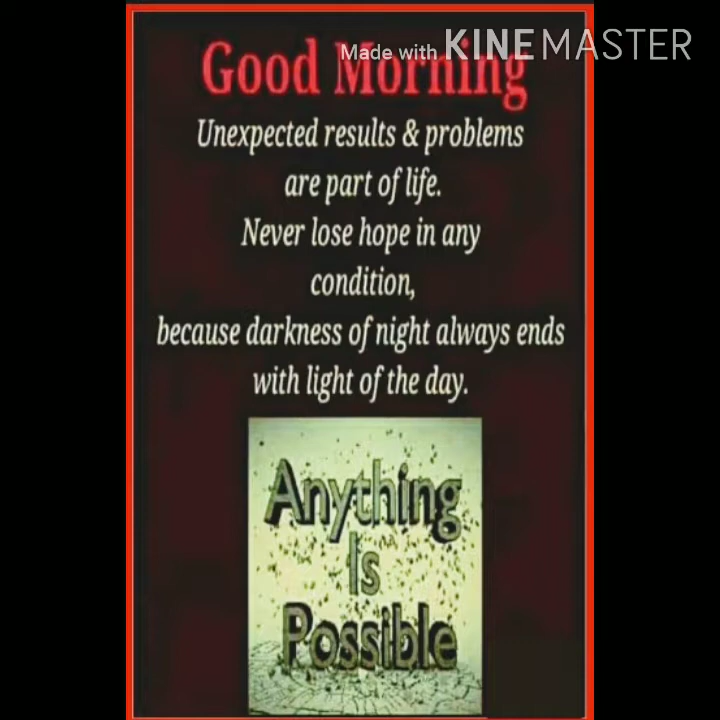 Made with KINEMASTER
Good Morning
Unexpected results & problems
are part of life.
Never lose hope in any
condition,
because darkness of night always ends
with light of the day.
Anything
Is
Possible